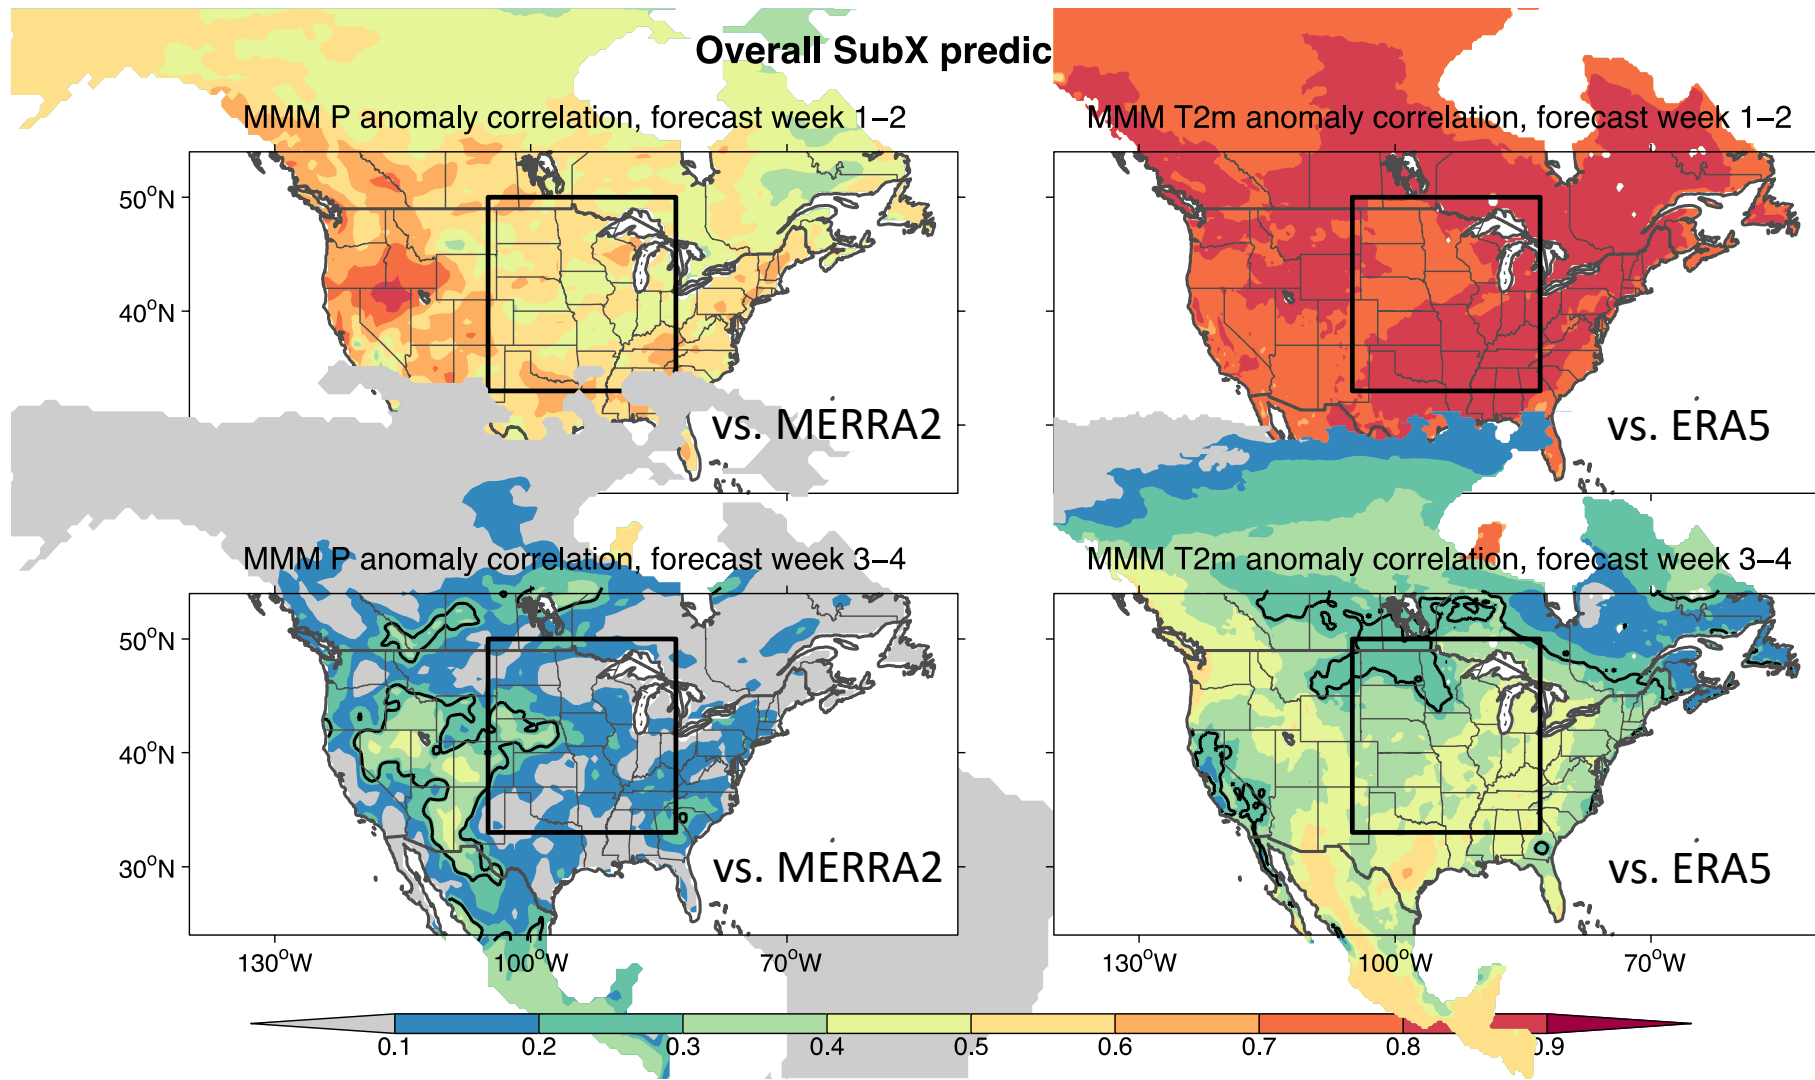 Overall SubX predic
MMM P anomaly correlation, forecast week 1–2
MMM T2m anomaly correlation, forecast week 1–2
50°N
40°N
vs. MERRA2
vs. ERA5
MMM P anomaly correlation, forecast week 3–4
MMM T2m anomaly correlation, forecast week 3–4
50°N
40°N
30°N
vs. MERRA2
vs. ERA5
130°W 100°W 70°W 130°W 100°W 70°W
0.1 0.2 0.3 0.4 0.5 0.6 0.7 0.8 0.9